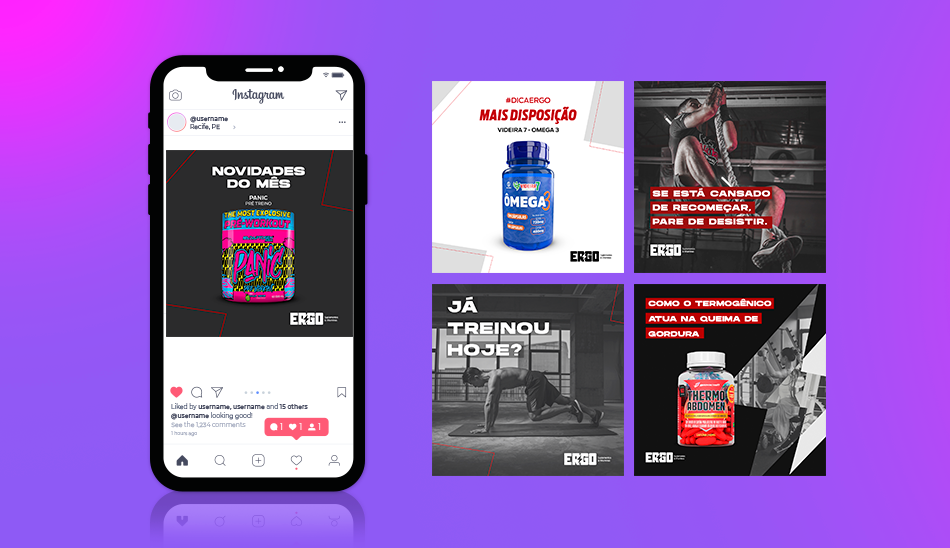 Instagram
@username
Recife, PE
NOVIDADES
DO MÊS
PANIC
PRÉ TREINO
THE MOST EXPLOSIVE
PRE-WORKOUT
PANIC
ERGO
Liked by username, username and 15 others
@username looking good!
See the 1,234 comments
1 hours ago
1 1 1
#DICAERGO
MAIS DISPOSIÇÃO
VIDEIRA 7 - OMEGA 3
ÔMEGA 3
ERGO
SE ESTÁ CANSADO
DE RECOMEÇAR,
PARE DE DESISTIR.
ERGO
JÁ
TREINOU
HOJE?
ERGO
COMO O TERMOGÊNICO
ATUA NA QUEIMA DE
GORDURA
THERMO
ABDOMEN
ERGO